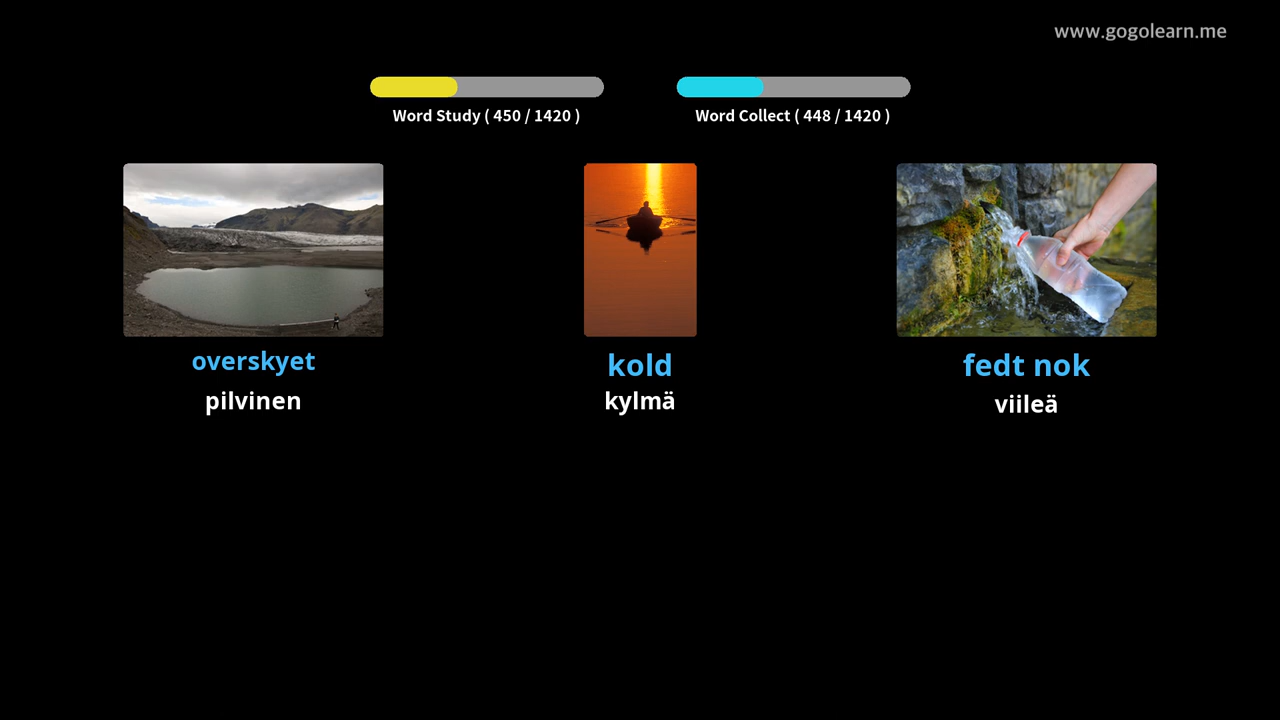 www.gogolearn.me
Word Study ( 450 / 1420 )
Word Collect ( 448 / 1420 )
overskyet
pilvinen
kold
kylmä
fedt nok
viileä